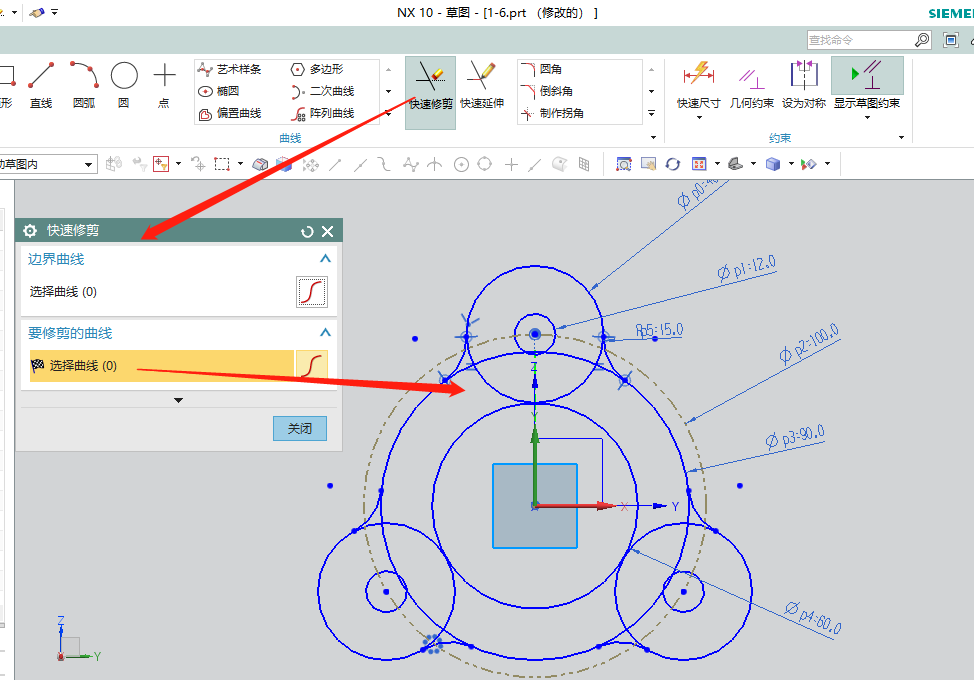 NX 10 - 草图 - [1-6.prt （修改的） ]
SIEME
查找命令
形
直线
圆弧
圆
点
艺术样条
多边形
椭圆
二次曲线
偏置曲线
阵列曲线
曲线
快速修剪
快速延伸
圆角
倒斜角
制作拐角
快速尺寸
几何约束
设为对称
显示草图约束
约束
动草图内
快速修剪
边界曲线
选择曲线 (0)
要修剪的曲线
选择曲线 (0)
关闭
Φ p1:12.0
Rp5:15.0
Φ p2=100.0
Φ p3=90.0
Φ p4:60.0
Z
Y
X
Y
Z
Y